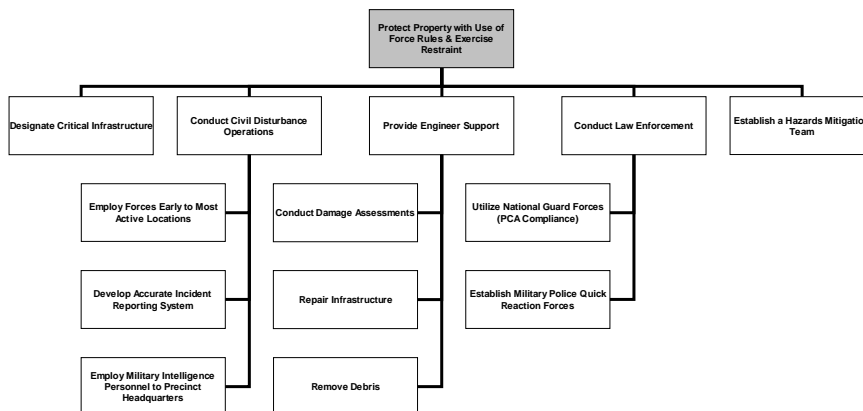 Protect Property with Use of
Force Rules & Exercise
Restraint
Designate Critical Infrastructure
Conduct Civil Disturbance
Operations
Provide Engineer Support
Conduct Law Enforcement
Establish a Hazards Mitigation
Team
Employ Forces Early to Most
Active Locations
Conduct Damage Assessments
Utilize National Guard Forces
(PCA Compliance)
Develop Accurate Incident
Reporting System
Repair Infrastructure
Establish Military Police Quick
Reaction Forces
Employ Military Intelligence
Personnel to Precinct
Headquarters
Remove Debris